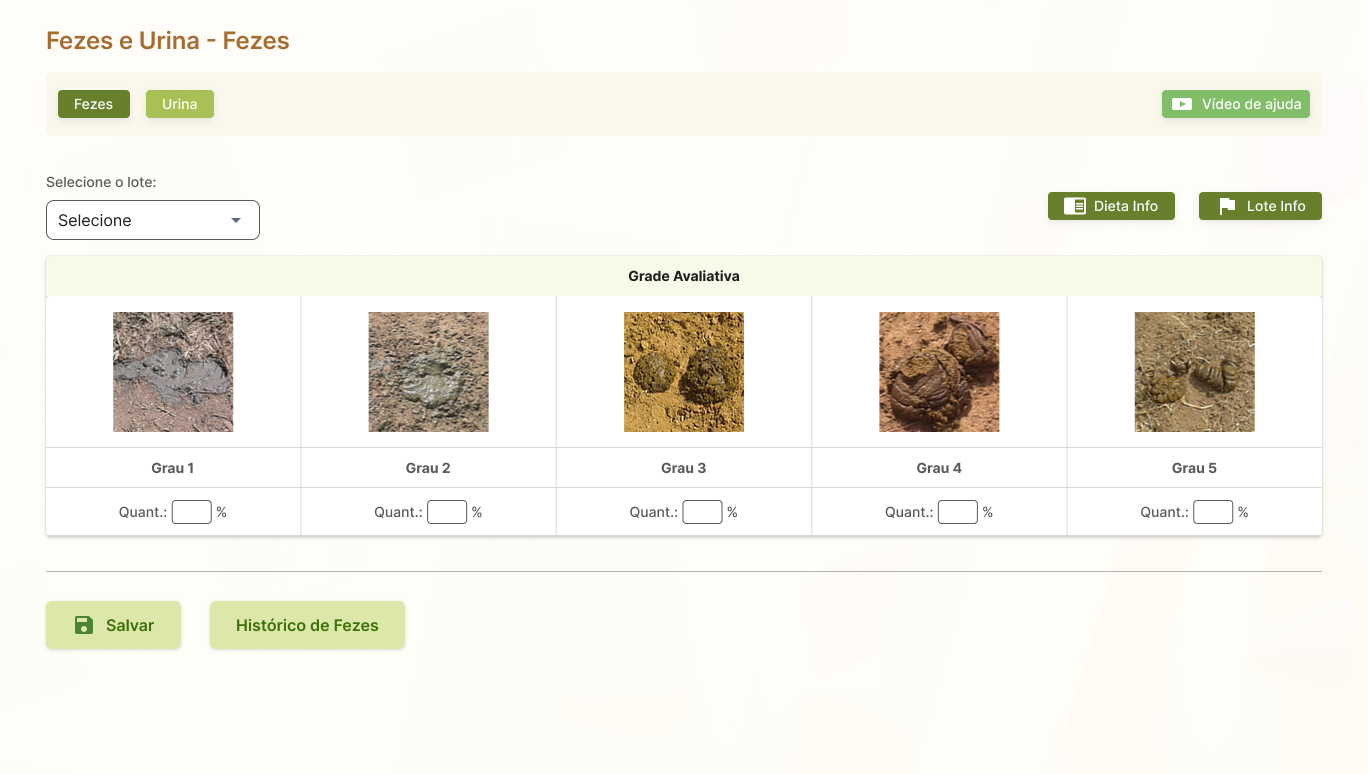 Fezes e Urina - Fezes
Fezes Urina Vídeo de ajuda
Selecione o lote:
Selecione Dieta Info Lote Info
Grade Avaliativa
Grau 1 Grau 2 Grau 3 Grau 4 Grau 5
Quant.: % Quant.: % Quant.: % Quant.: % Quant.: %
Salvar Histórico de Fezes